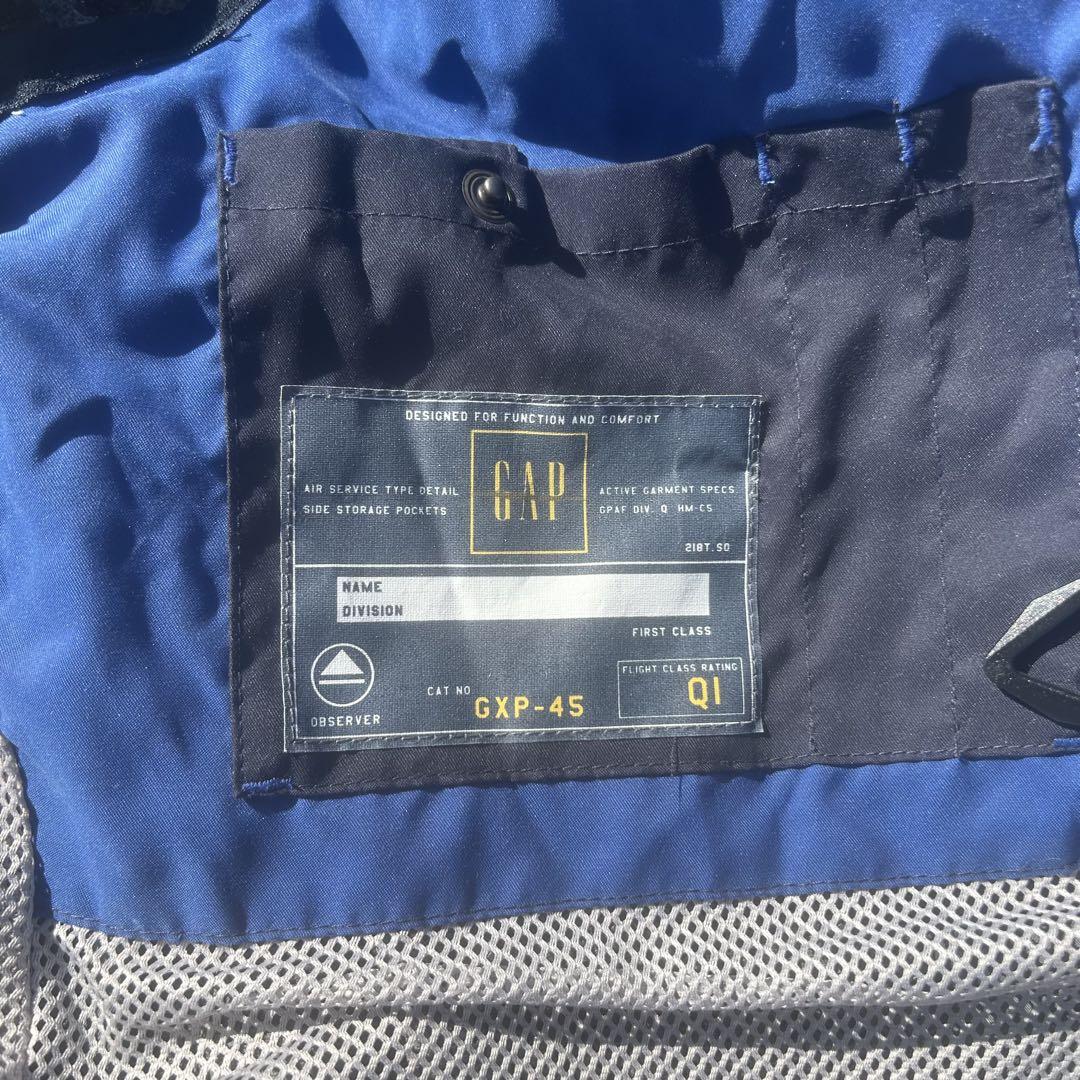 DESIGNED FOR FUNCTION AND COMFORT
AIR SERVICE TYPE DETAIL
SIDE STORAGE POCKETS
GAP
ACTIVE GARMENT SPECS
GPAF DIV. Q HM-CS
218T.SO
NAME
DIVISION
FIRST CLASS
OBSERVER
CAT NO
GXP-45
FLIGHT CLASS RATING
Q1